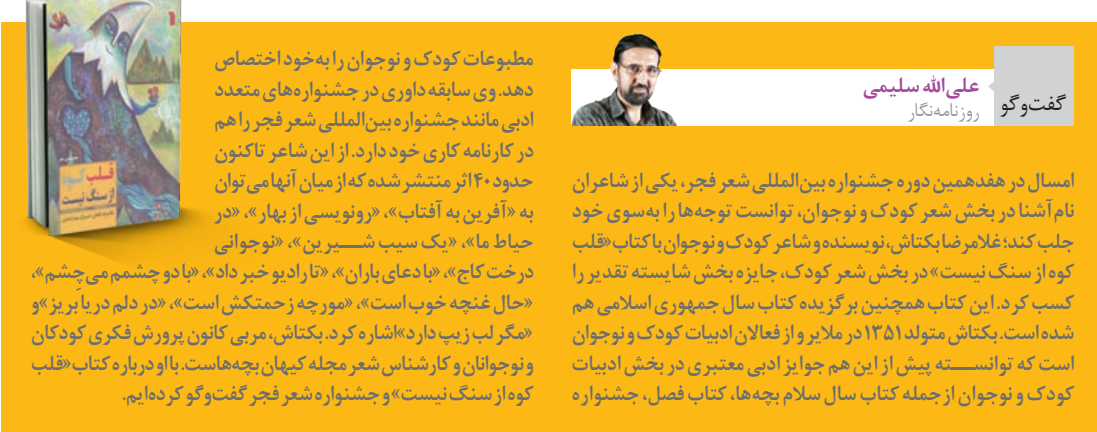 گفت‌وگو
علی‌الله سلیمی
روزنامه‌نگار
امسال در هفدهمین دوره جشنواره بین‌المللی شعر فجر، یکی از شاعران
نام‌آشنا در بخش شعر کودک و نوجوان، توانست توجه‌ها را به‌سوی خود
جلب کند؛ غلامرضا بکتاش، نویسنده و شاعر کودک و نوجوان با کتاب «قلب
کوه از سنگ نیست» در بخش شعر کودک، جایزه بخش شایسته تقدیر را
کسب کرد. این کتاب همچنین برگزیده کتاب سال جمهوری اسلامی هم
شده است. بکتاش متولد ۱۳۵۱ در ملایر و از فعالان ادبیات کودک و نوجوان
است که توانســـته پیش از این هم جوایز ادبی معتبری در بخش ادبیات
کودک و نوجوان از جمله کتاب سال سلام بچه‌ها، کتاب فصل، جشنواره
مطبوعات کودک و نوجوان را به‌خود اختصاص
دهد. وی سابقه داوری در جشنواره‌های متعدد
ادبی مانند جشنواره بین‌المللی شعر فجر را هم
در کارنامه کاری خود دارد. از این شاعر تاکنون
حدود ۴۰ اثر منتشر شده که از میان آنها می‌توان
به «آفرین به آفتاب»، «رونویسی از بهار»، «در
حیاط ما»، «یک سیب شـــیرین»، «نوجوانی
درخت کاج»، «با دعای باران»، «تا رادیو خبر داد»، «با دو چشمم می‌چِشم»،
«حال غنچه خوب است»، «مورچه زحمتکش است»، «در دلم دریا بریز» و
«مگر لب زیپ دارد» اشاره کرد. بکتاش، مربی کانون پرورش فکری کودکان
و نوجوانان و کارشناس شعر مجله کیهان بچه‌هاست. با او درباره کتاب «قلب
کوه از سنگ نیست» و جشنواره شعر فجر گفت‌وگو کرده‌ایم.
قلب کوه
از سنگ نیست